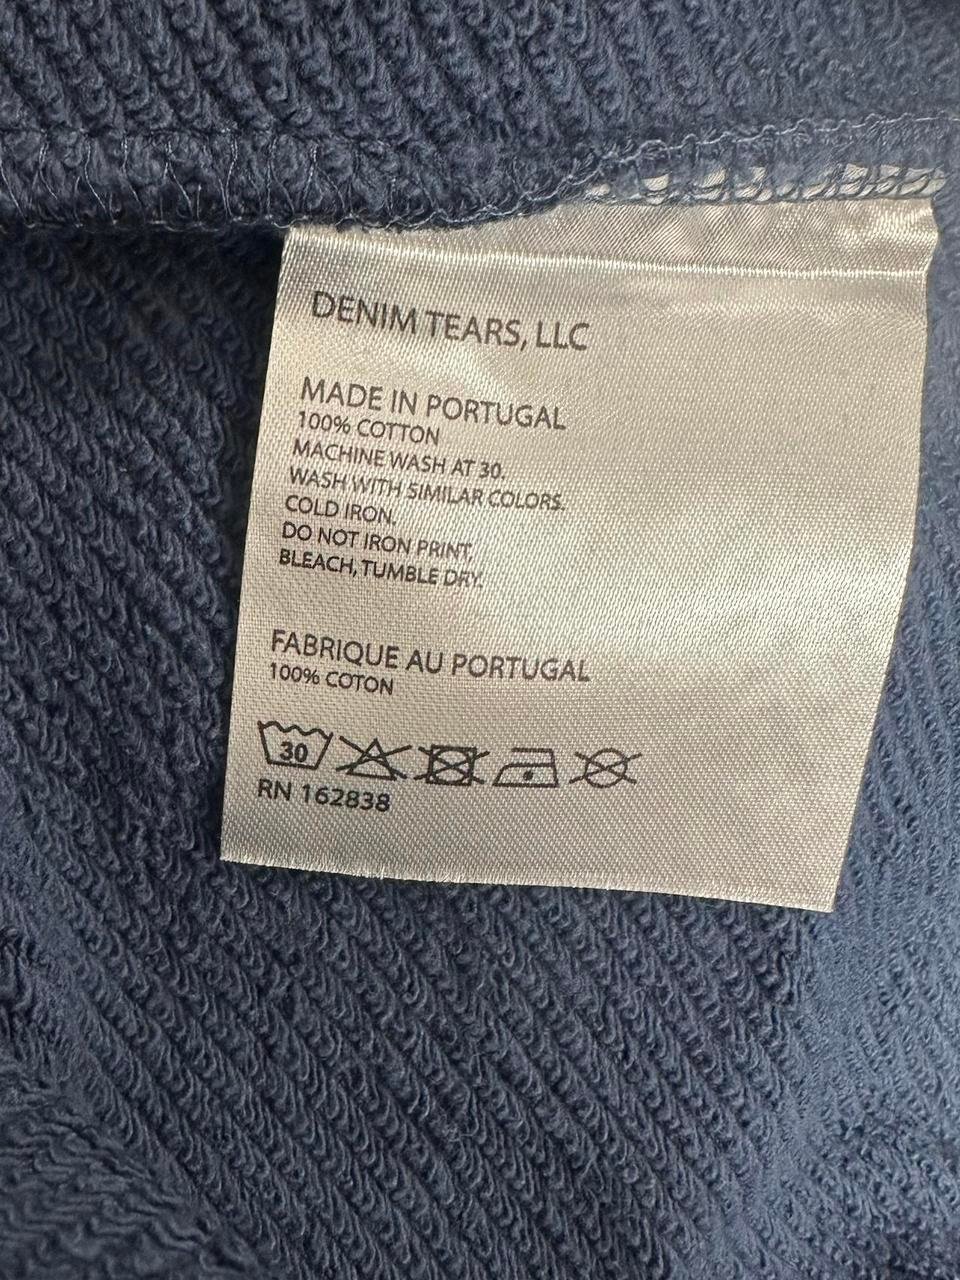 DENIM TEARS, LLC
MADE IN PORTUGAL
100% COTTON
MACHINE WASH AT 30.
WASH WITH SIMILAR COLORS.
COLD IRON.
DO NOT IRON PRINT.
BLEACH, TUMBLE DRY.
FABRIQUE AU PORTUGAL
100% COTON
30
RN 162838